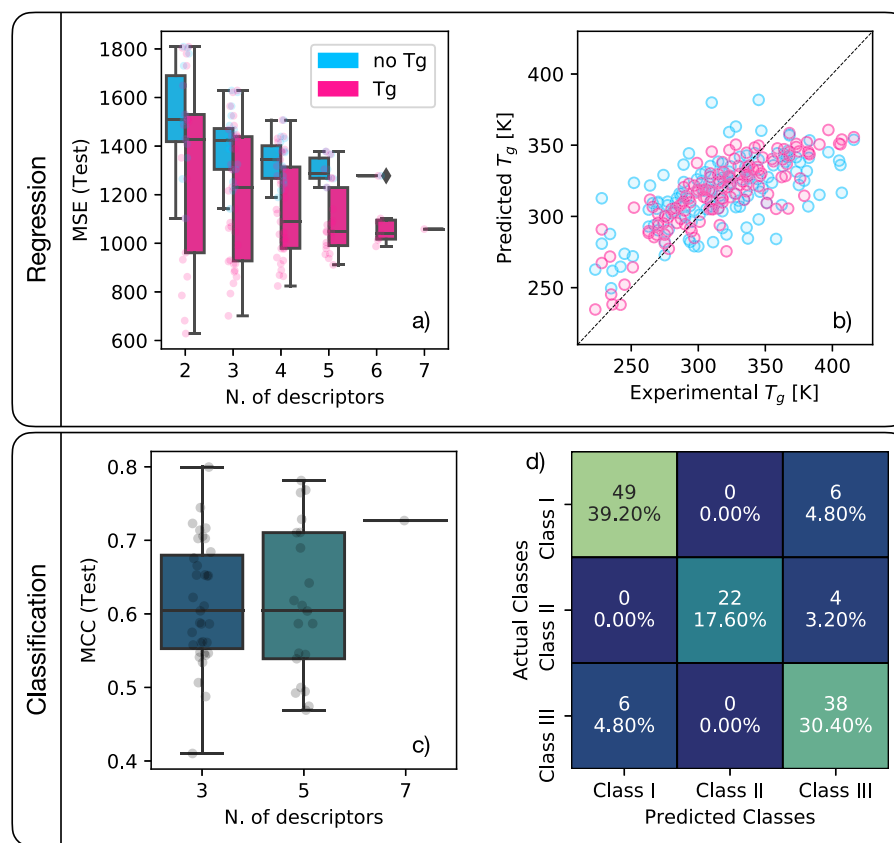 Regression
MSE (Test)
1800
1600
1400
1200
1000
800
600
no Tg
Tg
a)
2 3 4 5 6 7
N. of descriptors
Predicted T_g [K]
400
350
300
250
b)
250 300 350 400
Experimental T_g [K]
Classification
MCC (Test)
0.8
0.7
0.6
0.5
0.4
c)
3 5 7
N. of descriptors
d)
Actual Classes
Class I
49 0 6
39.20% 0.00% 4.80%
Class II
0 22 4
0.00% 17.60% 3.20%
Class III
6 0 38
4.80% 0.00% 30.40%
Class I Class II Class III
Predicted Classes